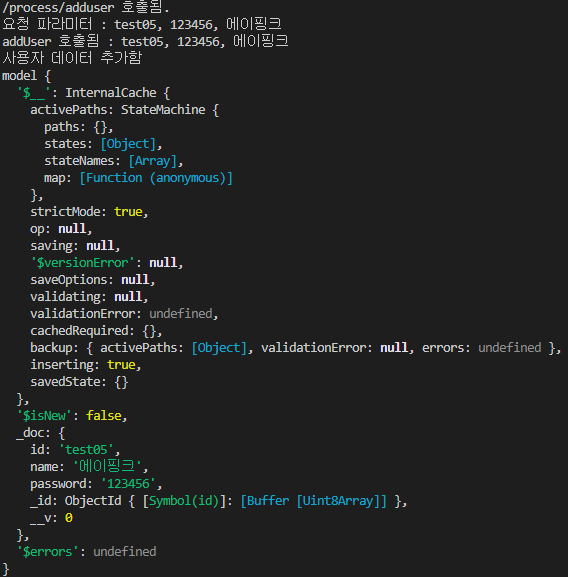 /process/adduser 호출됨.
요청 파라미터 : test05, 123456, 에이핑크
addUser 호출됨 : test05, 123456, 에이핑크
사용자 데이터 추가함
model {
  '$__': InternalCache {
    activePaths: StateMachine {
      paths: {},
      states: [Object],
      stateNames: [Array],
      map: [Function (anonymous)]
    },
    strictMode: true,
    op: null,
    saving: null,
    '$versionError': null,
    saveOptions: null,
    validating: null,
    validationError: undefined,
    cachedRequired: {},
    backup: { activePaths: [Object], validationError: null, errors: undefined },
    inserting: true,
    savedState: {}
  },
  '$isNew': false,
  _doc: {
    id: 'test05',
    name: '에이핑크',
    password: '123456',
    _id: ObjectId { [Symbol(id)]: [Buffer [Uint8Array]] },
    __v: 0
  },
  '$errors': undefined
}